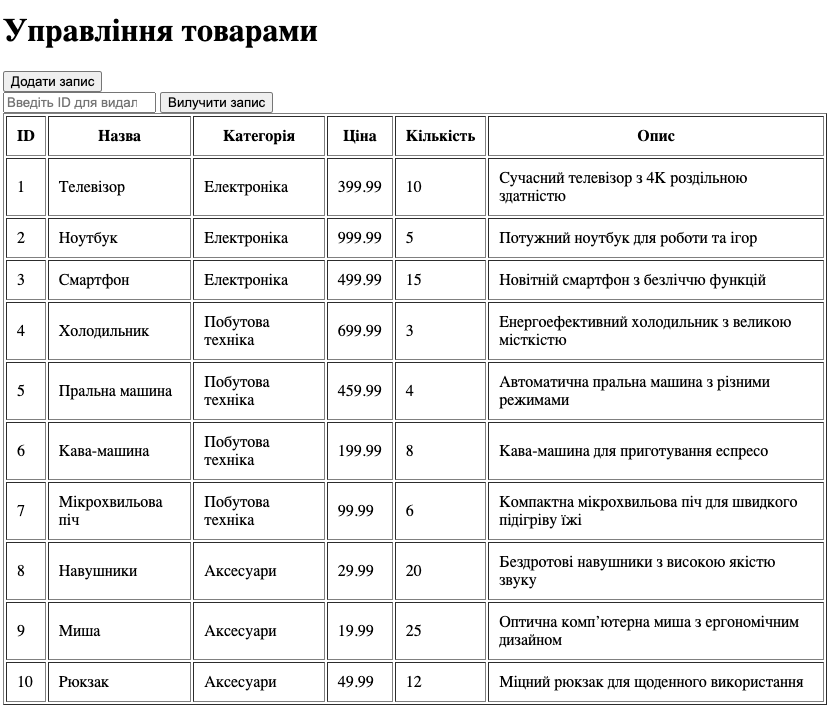 Управління товарами
Додати запис
Введіть ID для видал
Вилучити запис
ID Назва Категорія Ціна Кількість Опис
1 Телевізор Електроніка 399.99 10 Сучасний телевізор з 4K роздільною
здатністю
2 Ноутбук Електроніка 999.99 5 Потужний ноутбук для роботи та ігор
3 Смартфон Електроніка 499.99 15 Новітній смартфон з безліччю функцій
4 Холодильник Побутова
техніка 699.99 3 Енергоефективний холодильник з великою
місткістю
5 Пральна машина Побутова
техніка 459.99 4 Автоматична пральна машина з різними
режимами
6 Кава-машина Побутова
техніка 199.99 8 Кава-машина для приготування еспресо
7 Мікрохвильова
піч Побутова
техніка 99.99 6 Компактна мікрохвильова піч для швидкого
підігріву їжі
8 Навушники Аксесуари 29.99 20 Бездротові навушники з високою якістю
звуку
9 Миша Аксесуари 19.99 25 Оптична комп’ютерна миша з ергономічним
дизайном
10 Рюкзак Аксесуари 49.99 12 Міцний рюкзак для щоденного використання